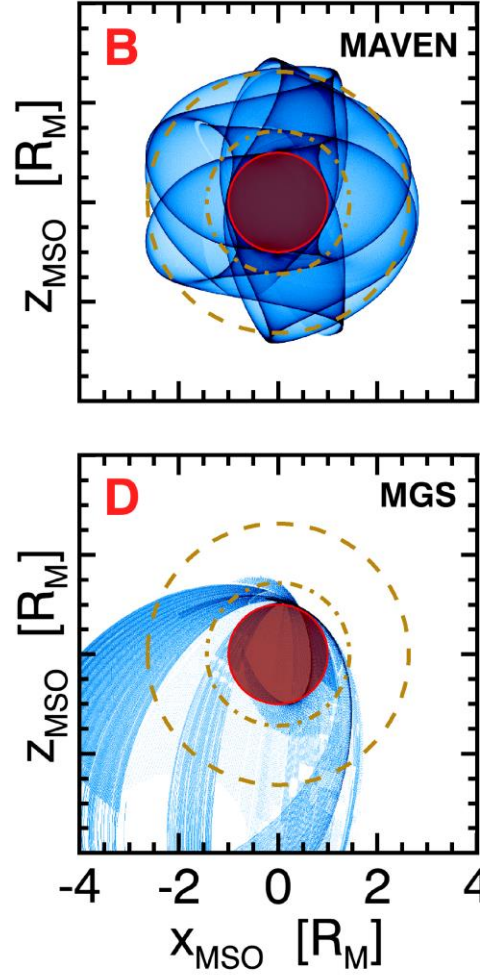 B MAVEN
z_MSO [R_M]
D MGS
z_MSO [R_M]
-4 -2 0 2 4
x_MSO [R_M]